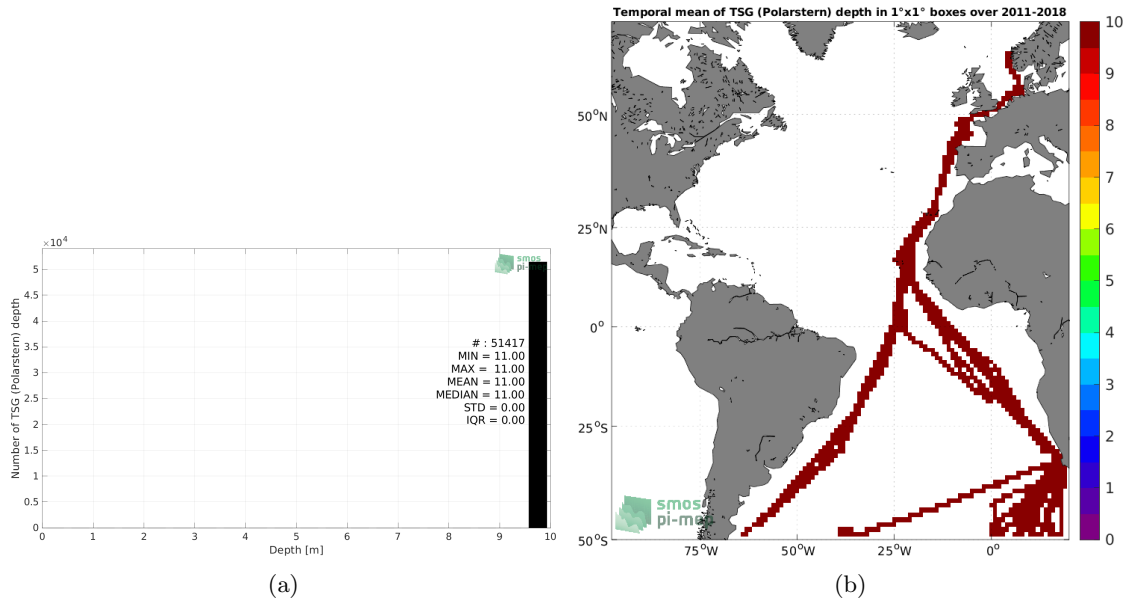 ×10⁴
5
4.5
4
3.5
3
2.5
2
1.5
1
0.5
0
Number of TSG (Polarstern) depth
smos
pi-mep
# : 51417
MIN = 11.00
MAX = 11.00
MEAN = 11.00
MEDIAN = 11.00
STD = 0.00
IQR = 0.00
0 1 2 3 4 5 6 7 8 9 10
Depth [m]
(a)
Temporal mean of TSG (Polarstern) depth in 1°x1° boxes over 2011-2018
50°N
25°N
0°
25°S
50°S
smos
pi-mep
75°W 50°W 25°W 0°
10
9
8
7
6
5
4
3
2
1
0
(b)